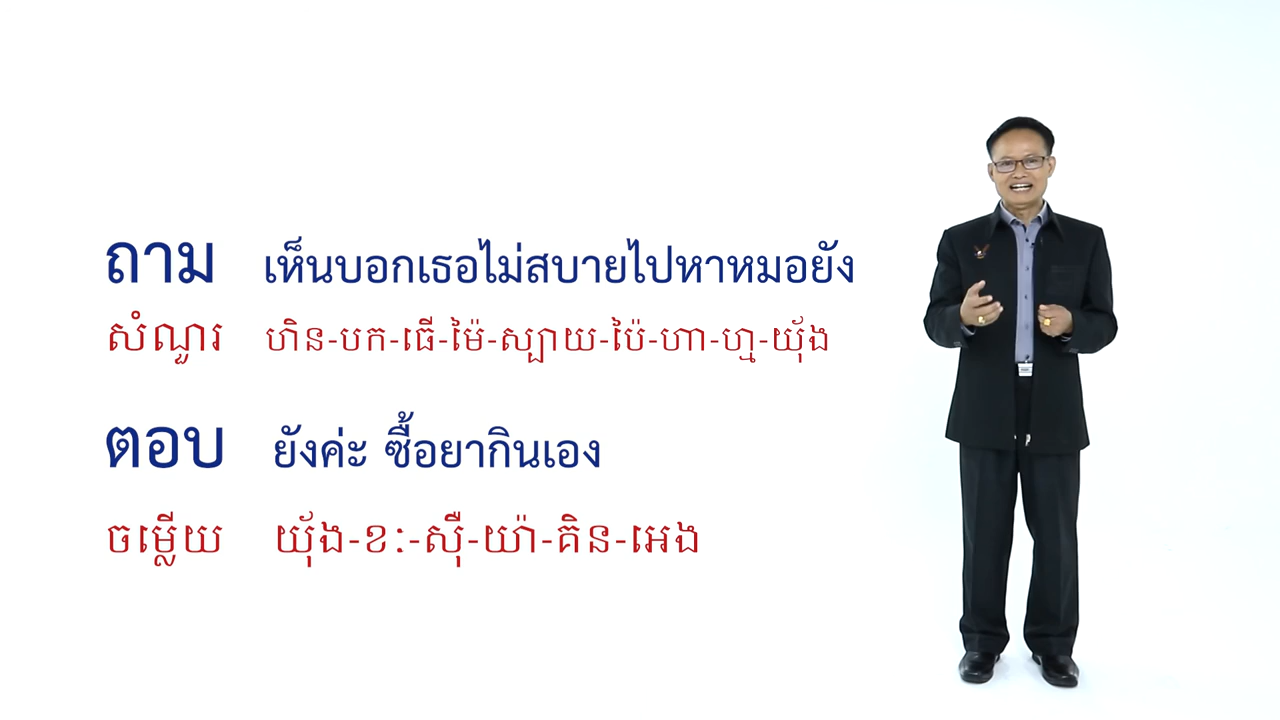 ถาม เห็นบอกเธอไม่สบายไปหาหมอยัง
សំណួរ ហិន-បក-ធើ-ម៉ៃ-ស្បាយ-ប៉ៃ-ហា-ហ្ម-យ៉័ង
ตอบ ยังค่ะ ซื้อยากินเอง
ចម្លើយ យ៉័ង-ខៈ-ស៊ឺ-យ៉ា-គិន-អេង